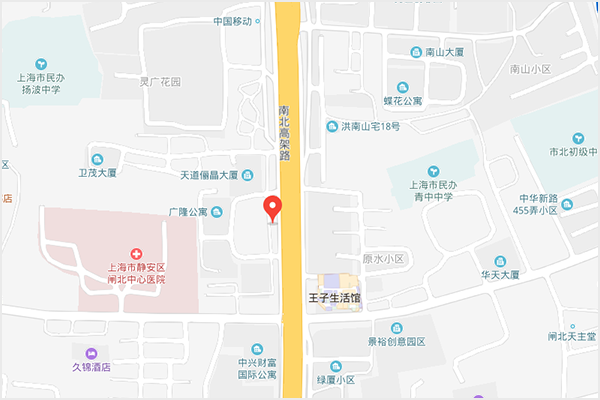 中国移动
南山大厦
上海市民办
扬波中学
灵广花园
南山小区
蝶花公寓
南北高架路
洪南山宅18号
市北初级中
卫茂大厦
天道俪晶大厦
上海市民办
青中中学
区
店
广隆公寓
中华新路
455弄小区
上海市静安区
闸北中心医院
原水小区
华天大厦
王子生活馆
景裕创意园区
闸北天主堂
久锦酒店
中兴财富
国际公寓
绿厦小区